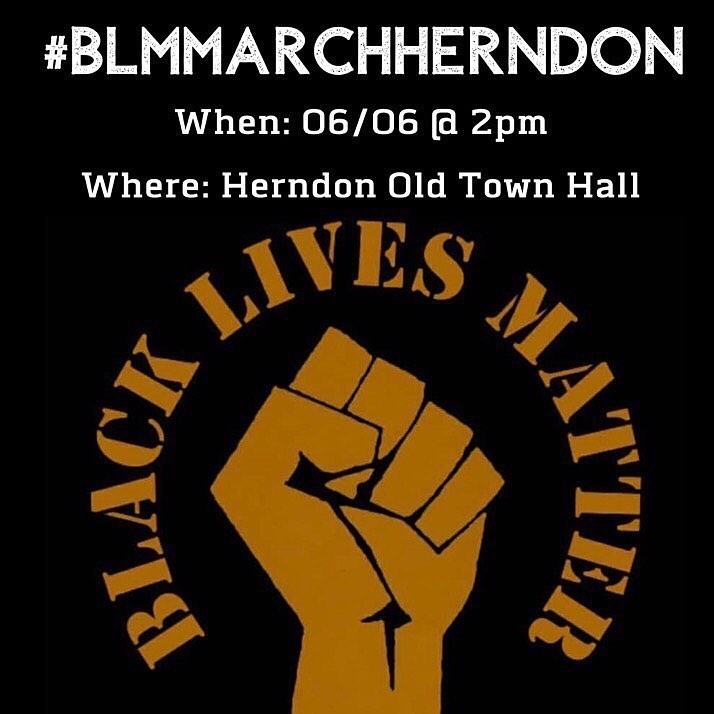 #BLMMARCHHERNDON
When: 06/06 @ 2pm
Where: Herndon Old Town Hall
BLACK LIVES MATTER